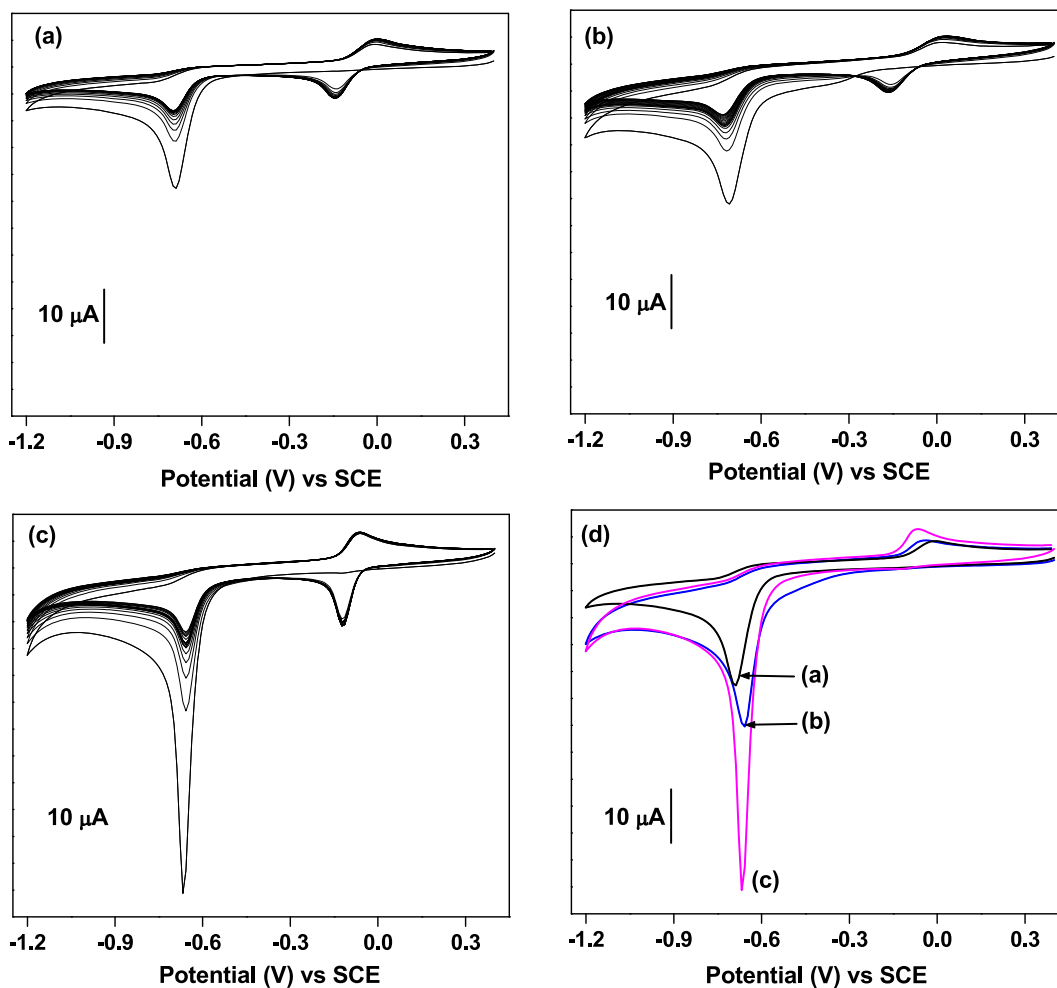 (a)
10 μA
-1.2 -0.9 -0.6 -0.3 0.0 0.3
Potential (V) vs SCE
(b)
10 μA
-1.2 -0.9 -0.6 -0.3 0.0 0.3
Potential (V) vs SCE
(c)
10 μA
-1.2 -0.9 -0.6 -0.3 0.0 0.3
Potential (V) vs SCE
(d)
(a)
(b)
10 μA
(c)
-1.2 -0.9 -0.6 -0.3 0.0 0.3
Potential (V) vs SCE